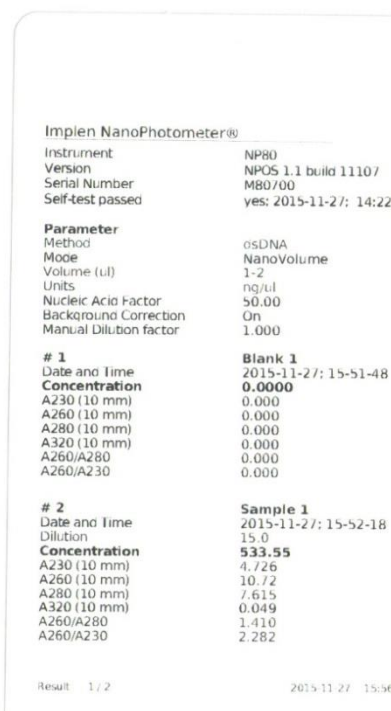 Implen NanoPhotometer®
Instrument NP80
Version NPOS 1.1 build 11107
Serial Number M80700
Self-test passed yes; 2015-11-27; 14:22
Parameter
Method dsDNA
Mode NanoVolume
Volume (ul) 1-2
Units ng/ul
Nucleic Acid Factor 50.00
Background Correction On
Manual Dilution factor 1.000
# 1 Blank 1
Date and Time 2015-11-27; 15-51-48
Concentration 0.0000
A230 (10 mm) 0.000
A260 (10 mm) 0.000
A280 (10 mm) 0.000
A320 (10 mm) 0.000
A260/A280 0.000
A260/A230 0.000
# 2 Sample 1
Date and Time 2015-11-27; 15-52-18
Dilution 15.0
Concentration 533.55
A230 (10 mm) 4.726
A260 (10 mm) 10.72
A280 (10 mm) 7.615
A320 (10 mm) 0.049
A260/A280 1.410
A260/A230 2.282
Result 1/2 2015-11-27 15:56